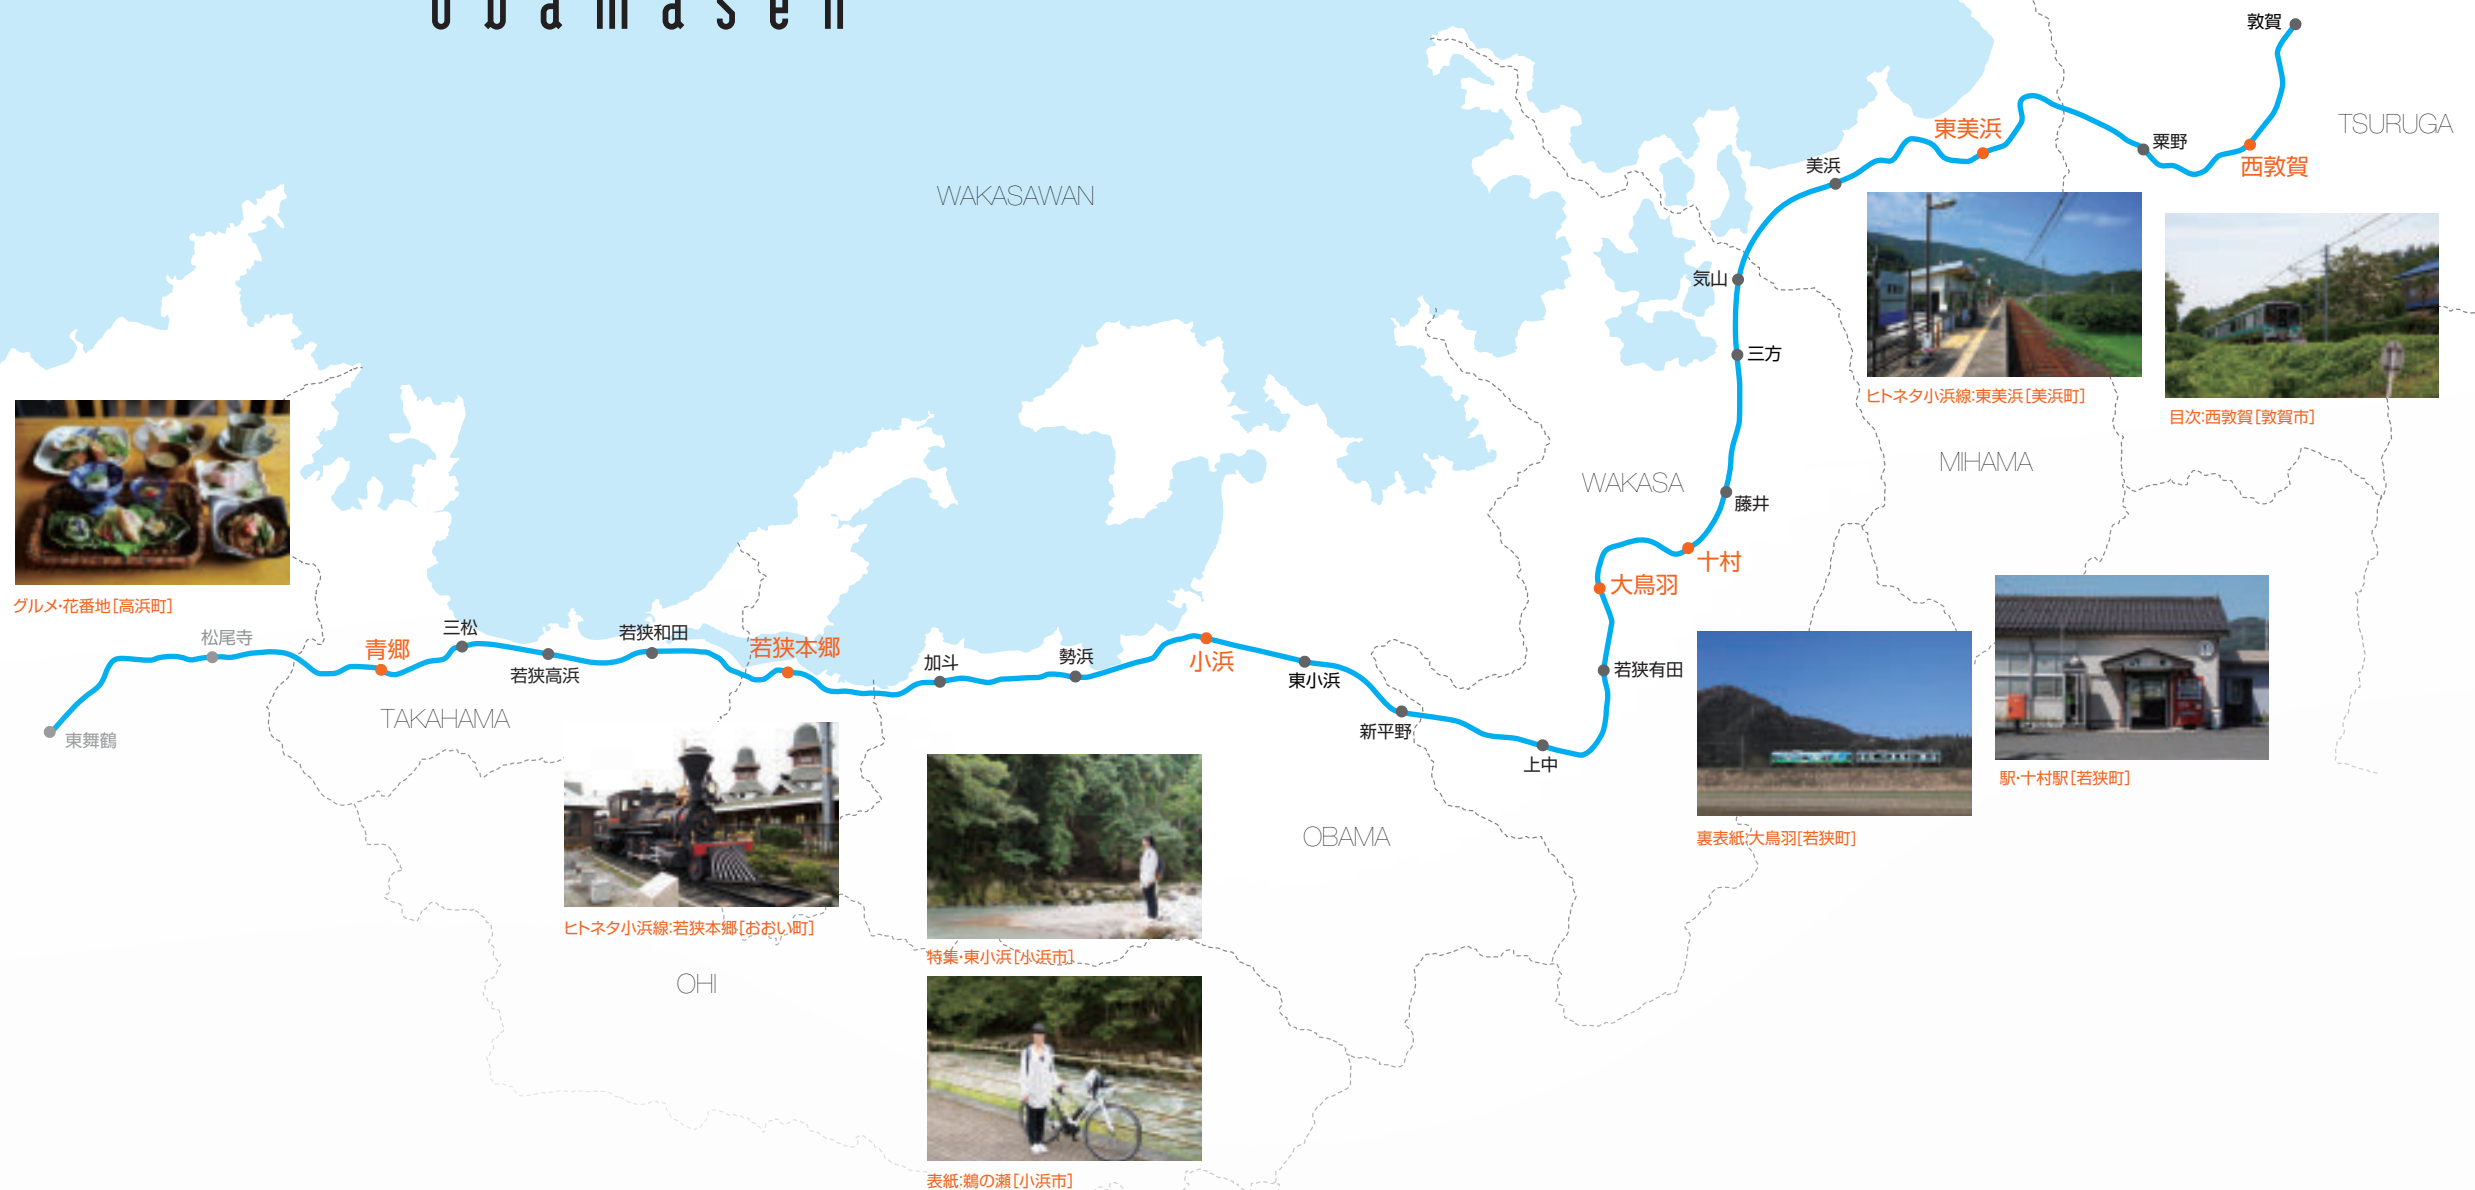 obamasen
敦賀
TSURUGA
東美浜
粟野
西敦賀
美浜
WAKASAWAN
気山
三方
ヒトネタ小浜線:東美浜[美浜町]
目次:西敦賀[敦賀市]
MIHAMA
WAKASA
藤井
十村
大鳥羽
グルメ・花番地[高浜町]
松尾寺
青郷
三松
若狭和田
若狭本郷
若狭高浜
加斗
勢浜
小浜
東小浜
若狭有田
TAKAHAMA
東舞鶴
新平野
上中
駅・十村駅[若狭町]
OBAMA
裏表紙:大鳥羽[若狭町]
ヒトネタ小浜線:若狭本郷[おおい町]
特集・東小浜[小浜市]
OHI
表紙:鵜の瀬[小浜市]